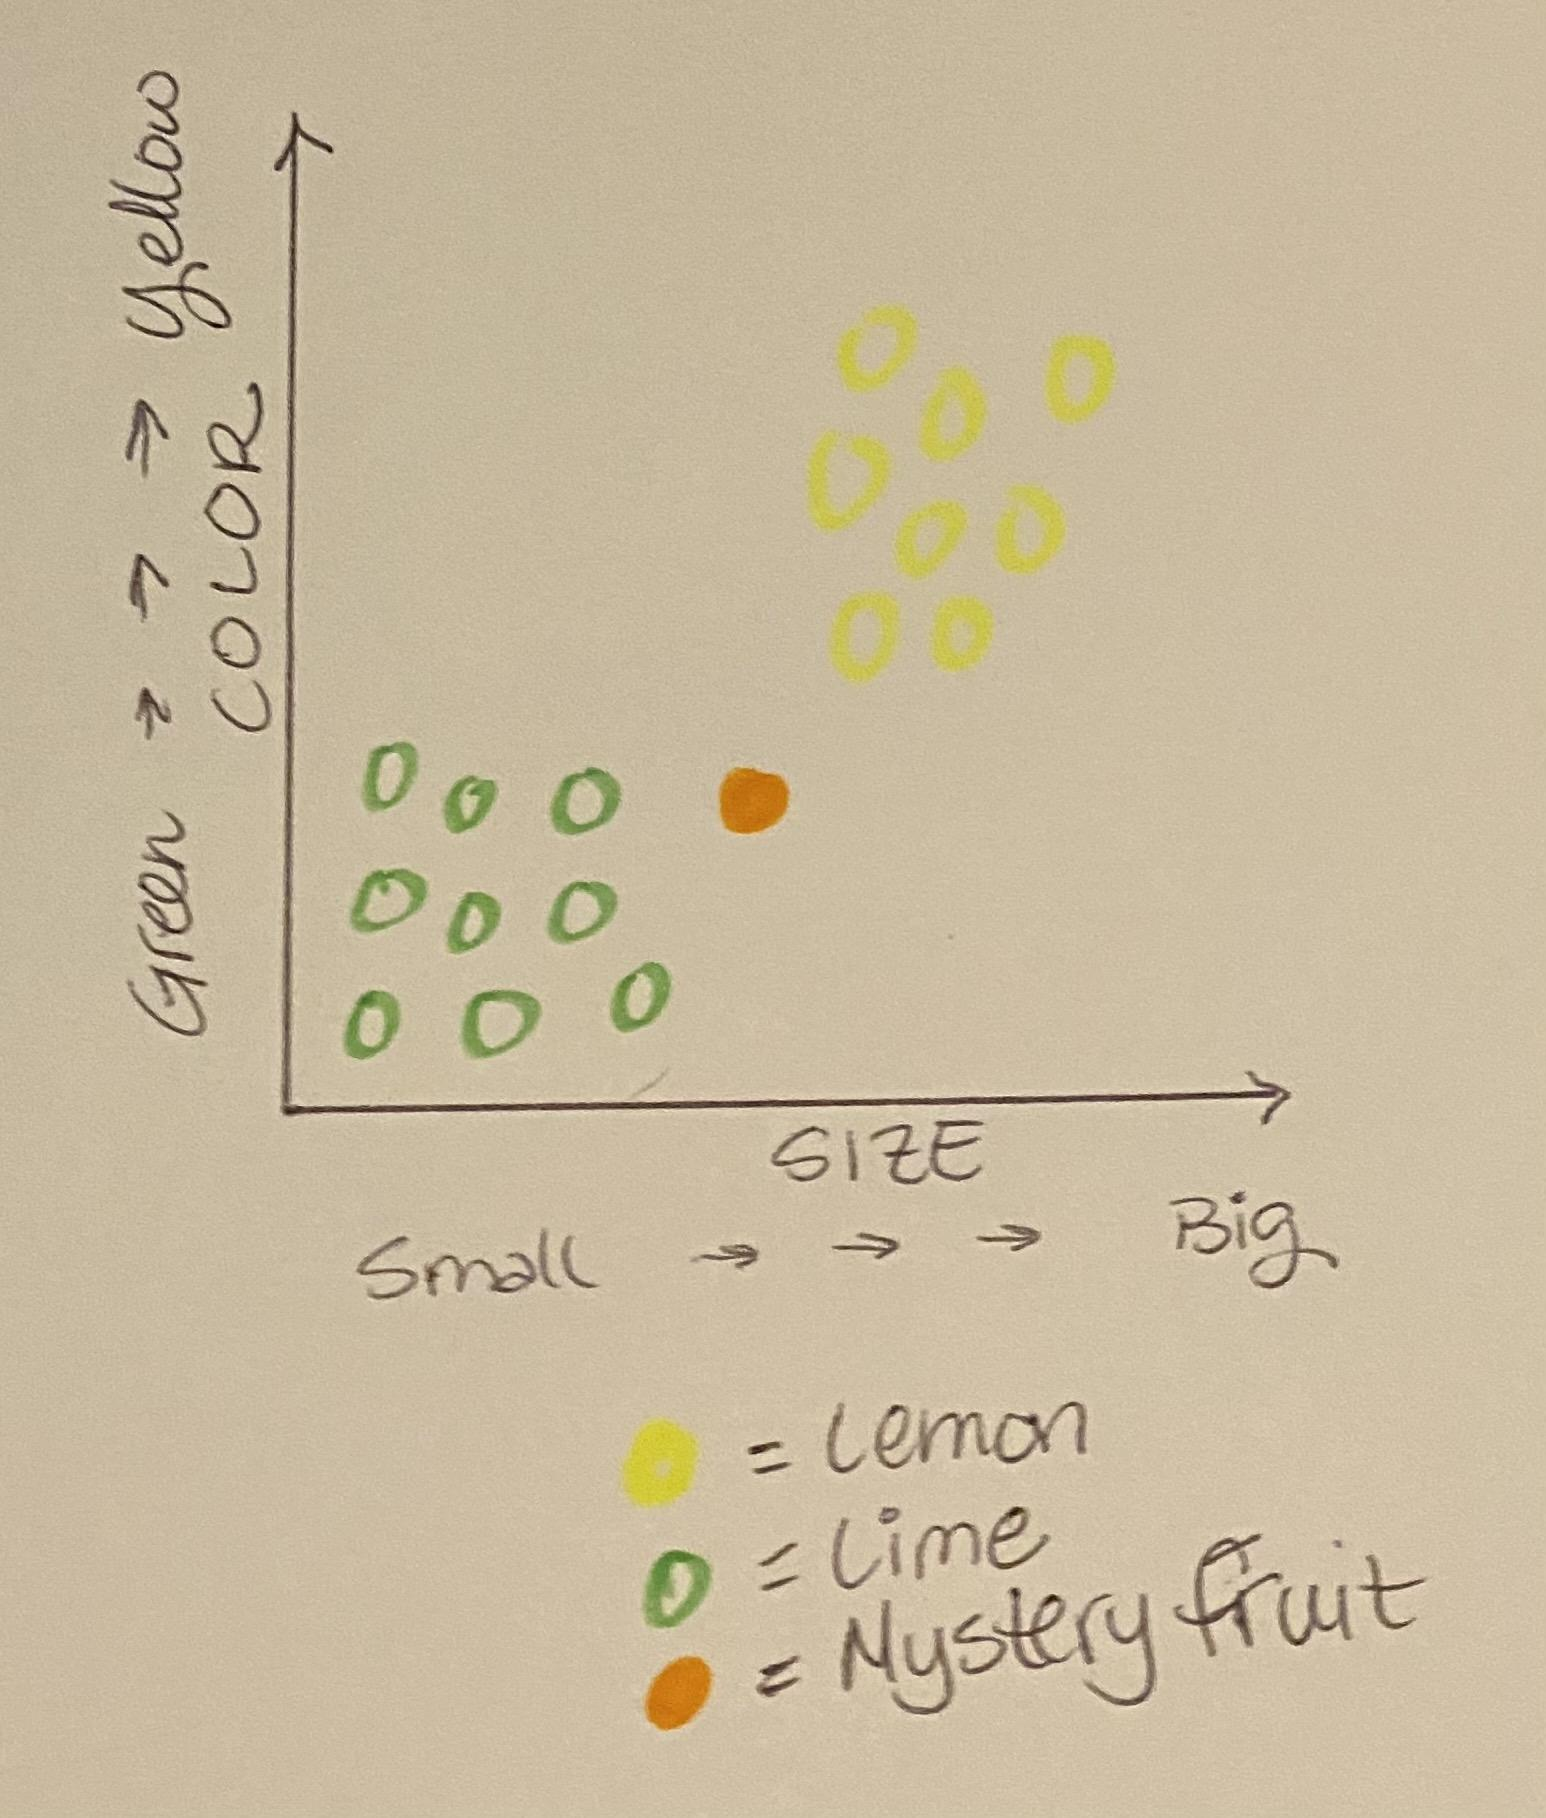 Green → → → Yellow
COLOR
SIZE
Small → → → Big
= Lemon
= Lime
= Mystery fruit